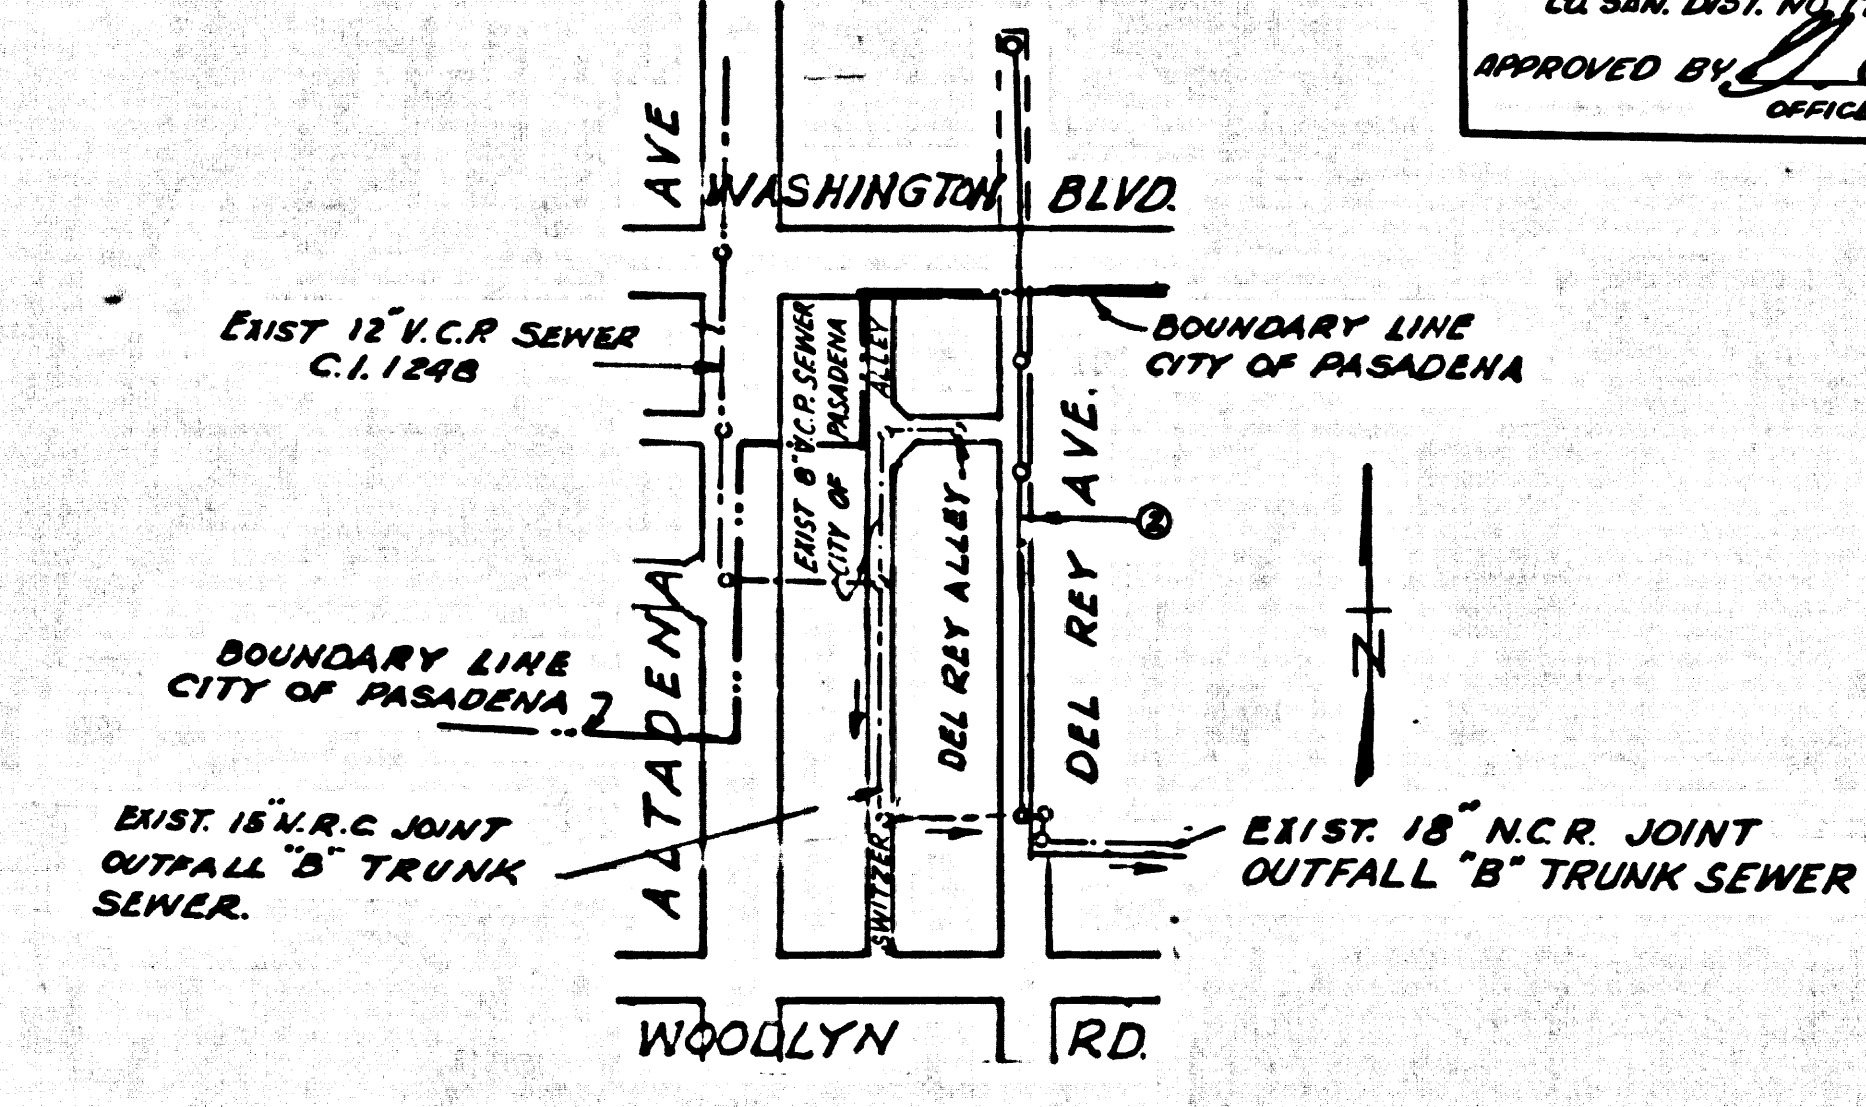 CO. SAN. DIST. NO.
APPROVED BY
OFFICE
AVE
WASHINGTON BLVD.
EXIST 12" V.C.P. SEWER
C.I. 1248
BOUNDARY LINE
CITY OF PASADENA
EXIST 8" V.C.P. SEWER
CITY OF PASADENA
ALLEY
DEL REY ALLEY
DEL REY AVE.
2
N
BOUNDARY LINE
CITY OF PASADENA
ALTADENA
EXIST. 15" V.R.C. JOINT
OUTFALL "B" TRUNK
SEWER.
SWITZER
EXIST. 18" N.C.R. JOINT
OUTFALL "B" TRUNK SEWER
WOODLYN RD.